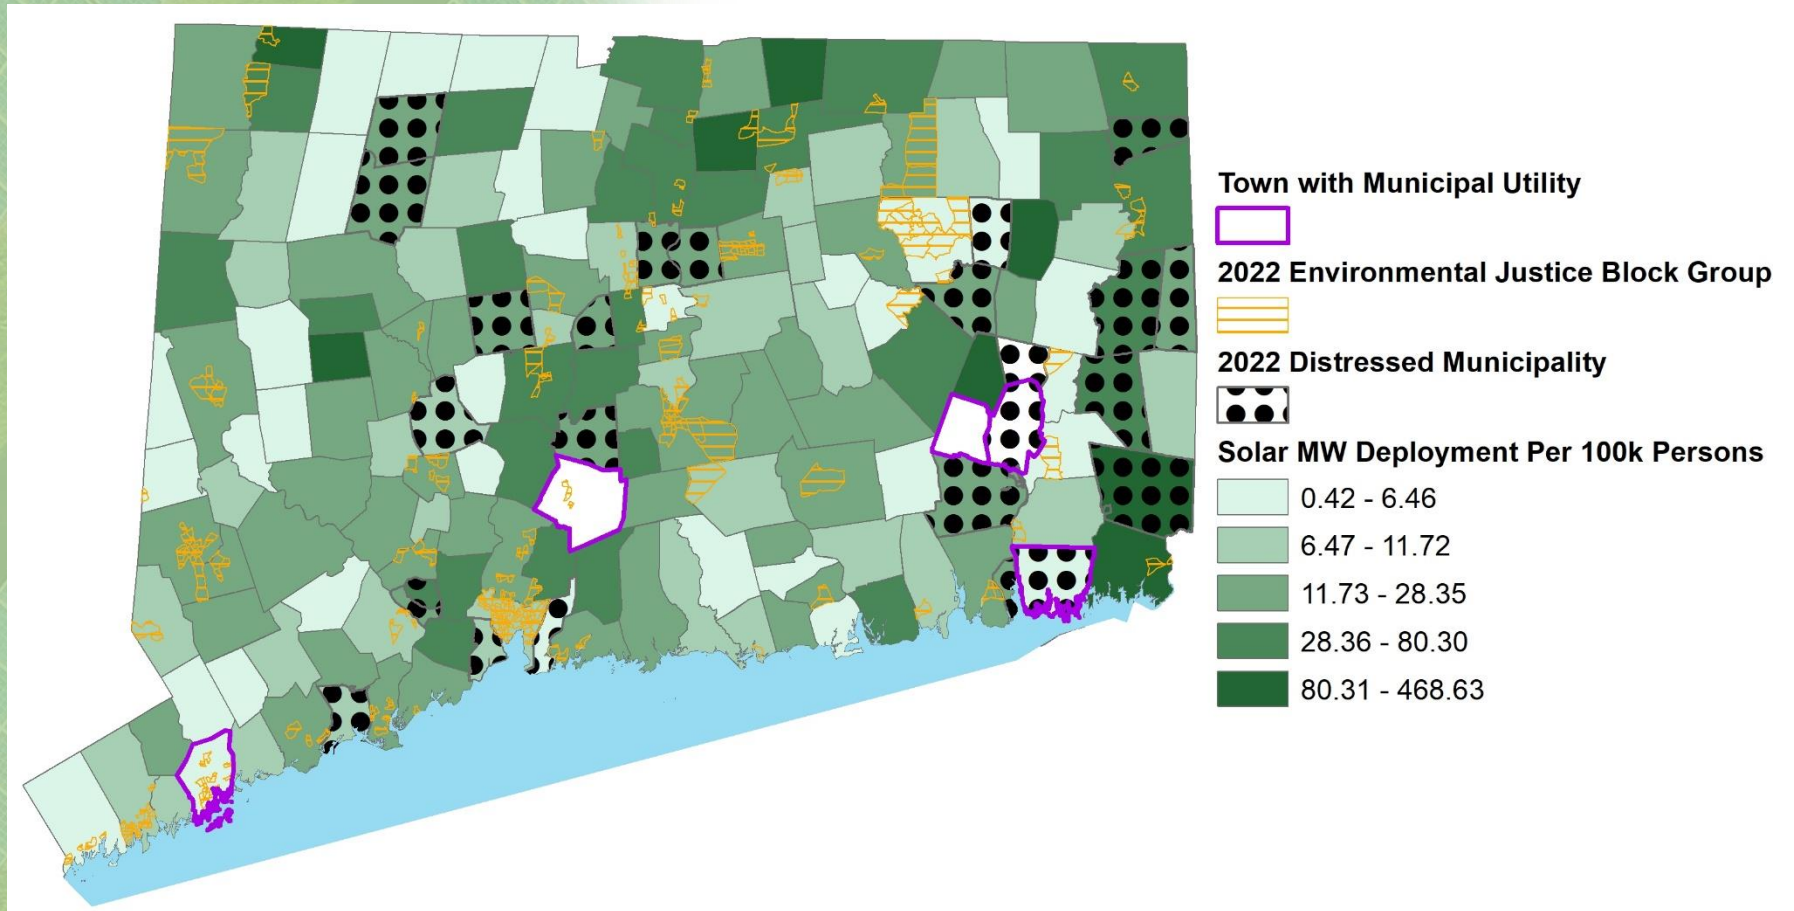 Town with Municipal Utility
2022 Environmental Justice Block Group
2022 Distressed Municipality
Solar MW Deployment Per 100k Persons
0.42 - 6.46
6.47 - 11.72
11.73 - 28.35
28.36 - 80.30
80.31 - 468.63